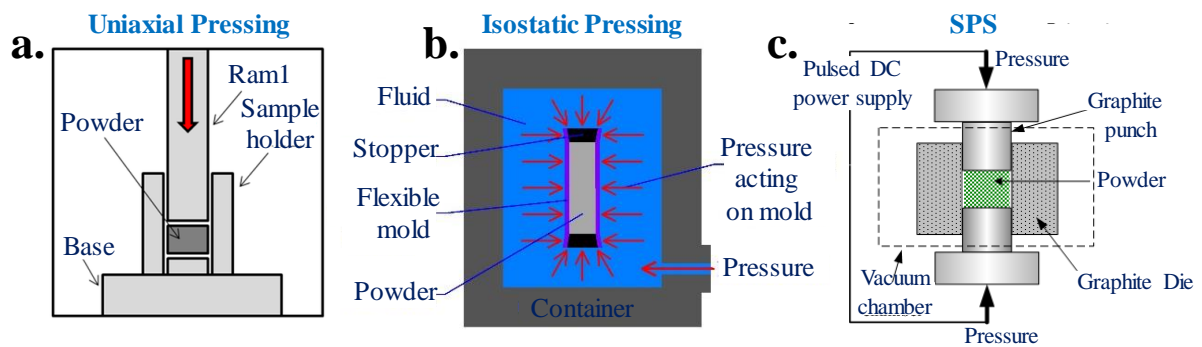 Uniaxial Pressing
a.
Ram1
Sample
holder
Powder
Base
Isostatic Pressing
b.
Fluid
Stopper
Flexible
mold
Powder
Pressure
acting
on mold
Pressure
Container
SPS
c.
Pressure
Pulsed DC
power supply
Graphite
punch
Powder
Graphite Die
Vacuum
chamber
Pressure